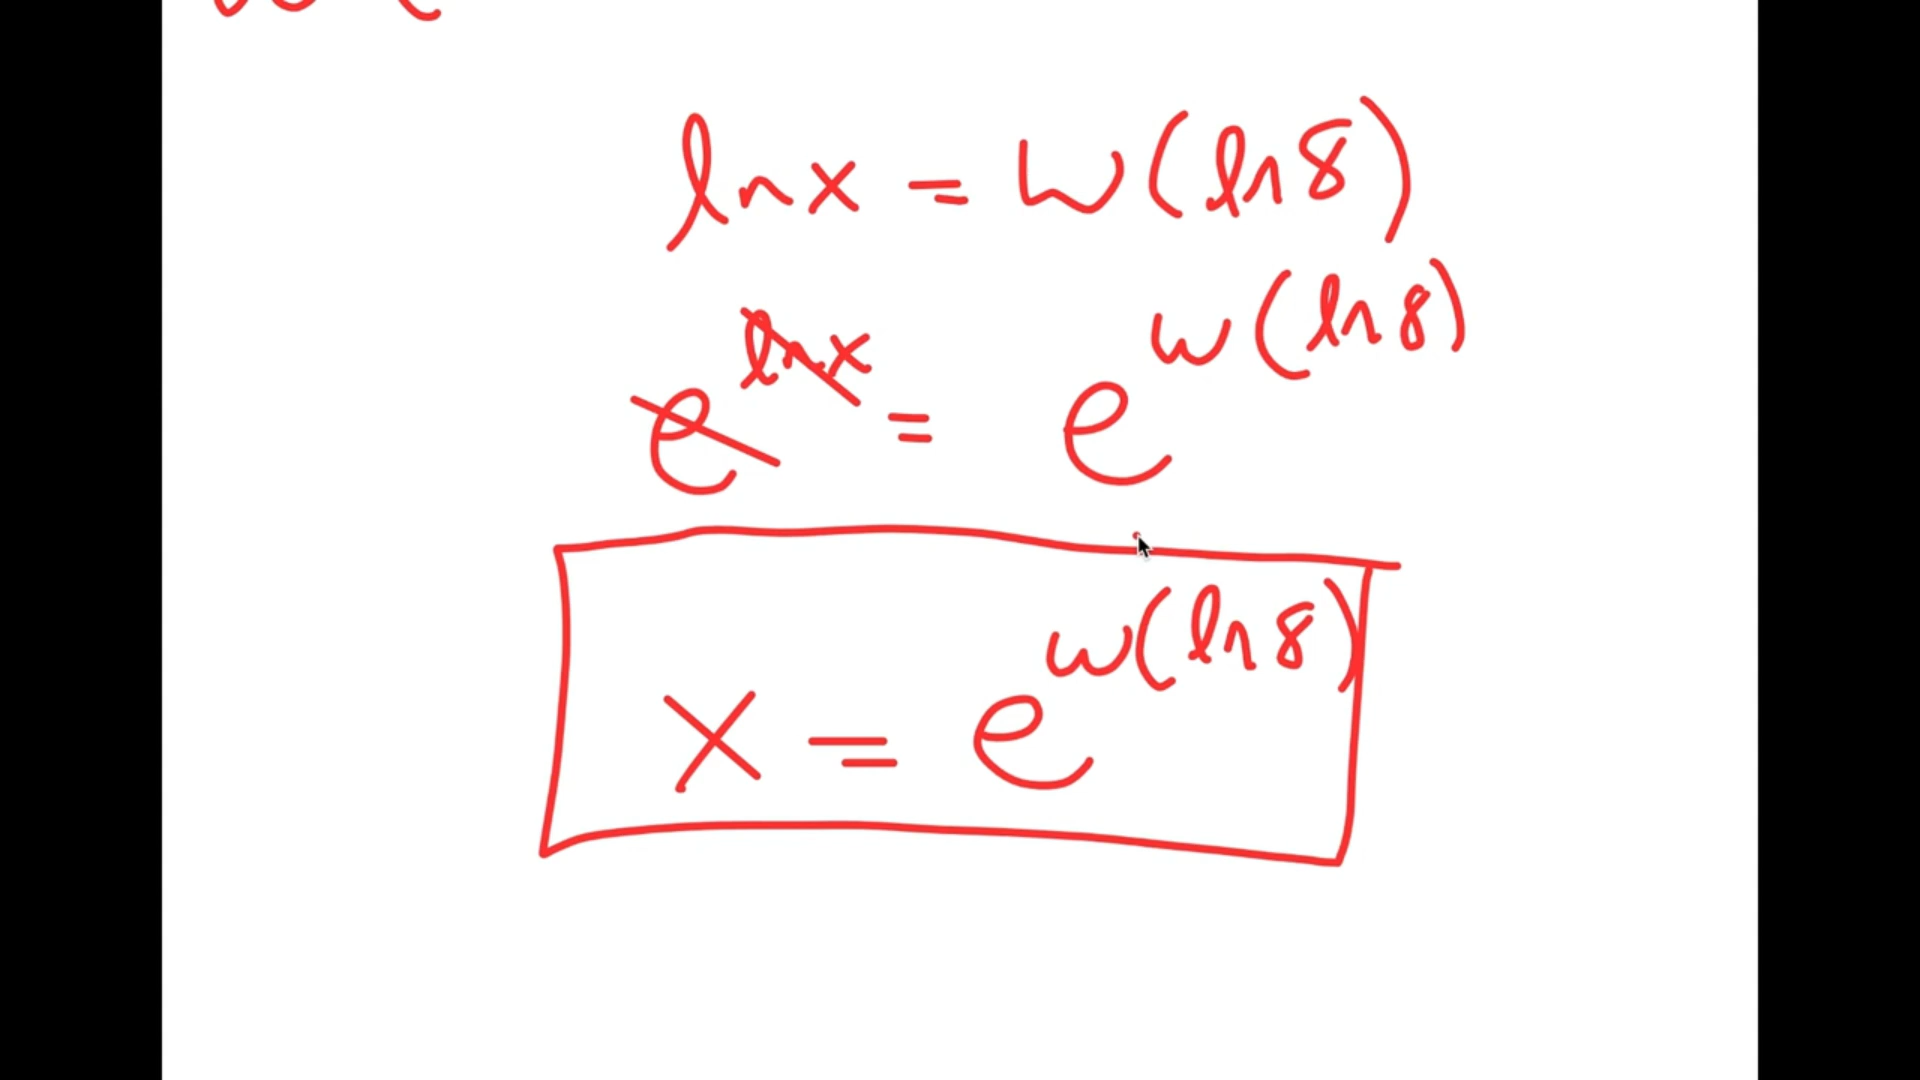 ln x = W(ln 8)
e^{ln x} = e^{W(ln 8)}
x = e^{W(ln 8)}